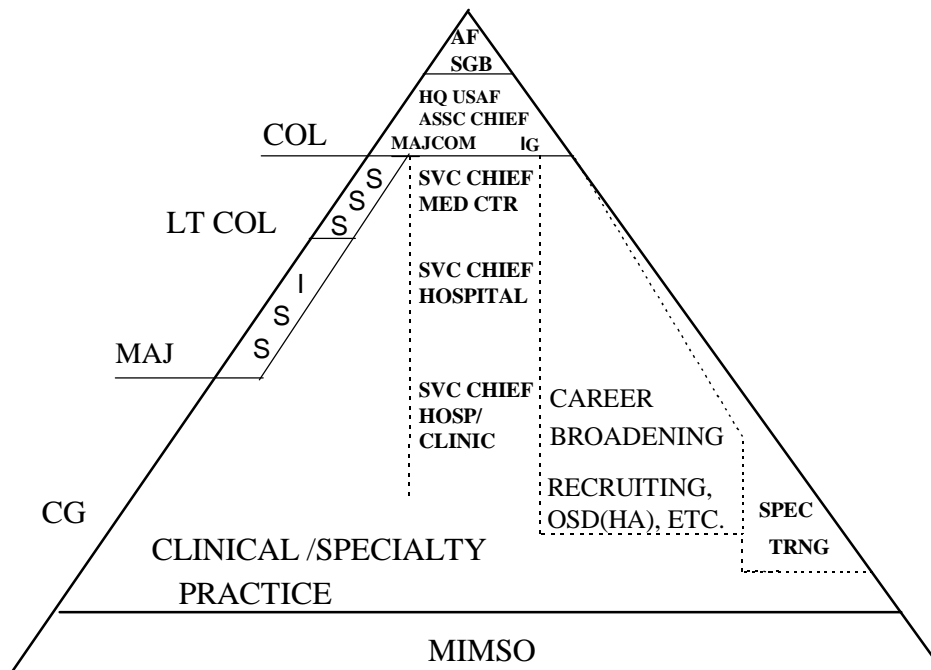 AF
SGB
HQ USAF
ASSC CHIEF
COL
MAJCOM IG
SVC CHIEF
MED CTR
S
S
S
LT COL
SVC CHIEF
HOSPITAL
I
S
S
MAJ
SVC CHIEF
HOSP/
CLINIC
CAREER
BROADENING
RECRUITING,
OSD(HA), ETC.
SPEC
TRNG
CG
CLINICAL /SPECIALTY
PRACTICE
MIMSO